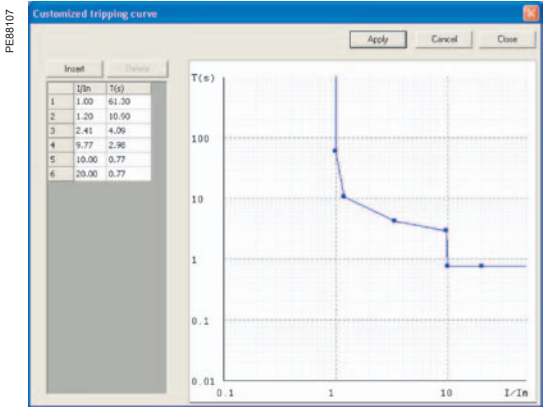 PE88107
Customized tripping curve
Apply Cancel Close
Insert Delete
I/In T(s)
1 1.00 61.30
2 1.20 10.90
3 2.41 4.09
4 9.77 2.98
5 10.00 0.77
6 20.00 0.77
T(s)
100
10
1
0.1
0.01
0.1 1 10 I/In